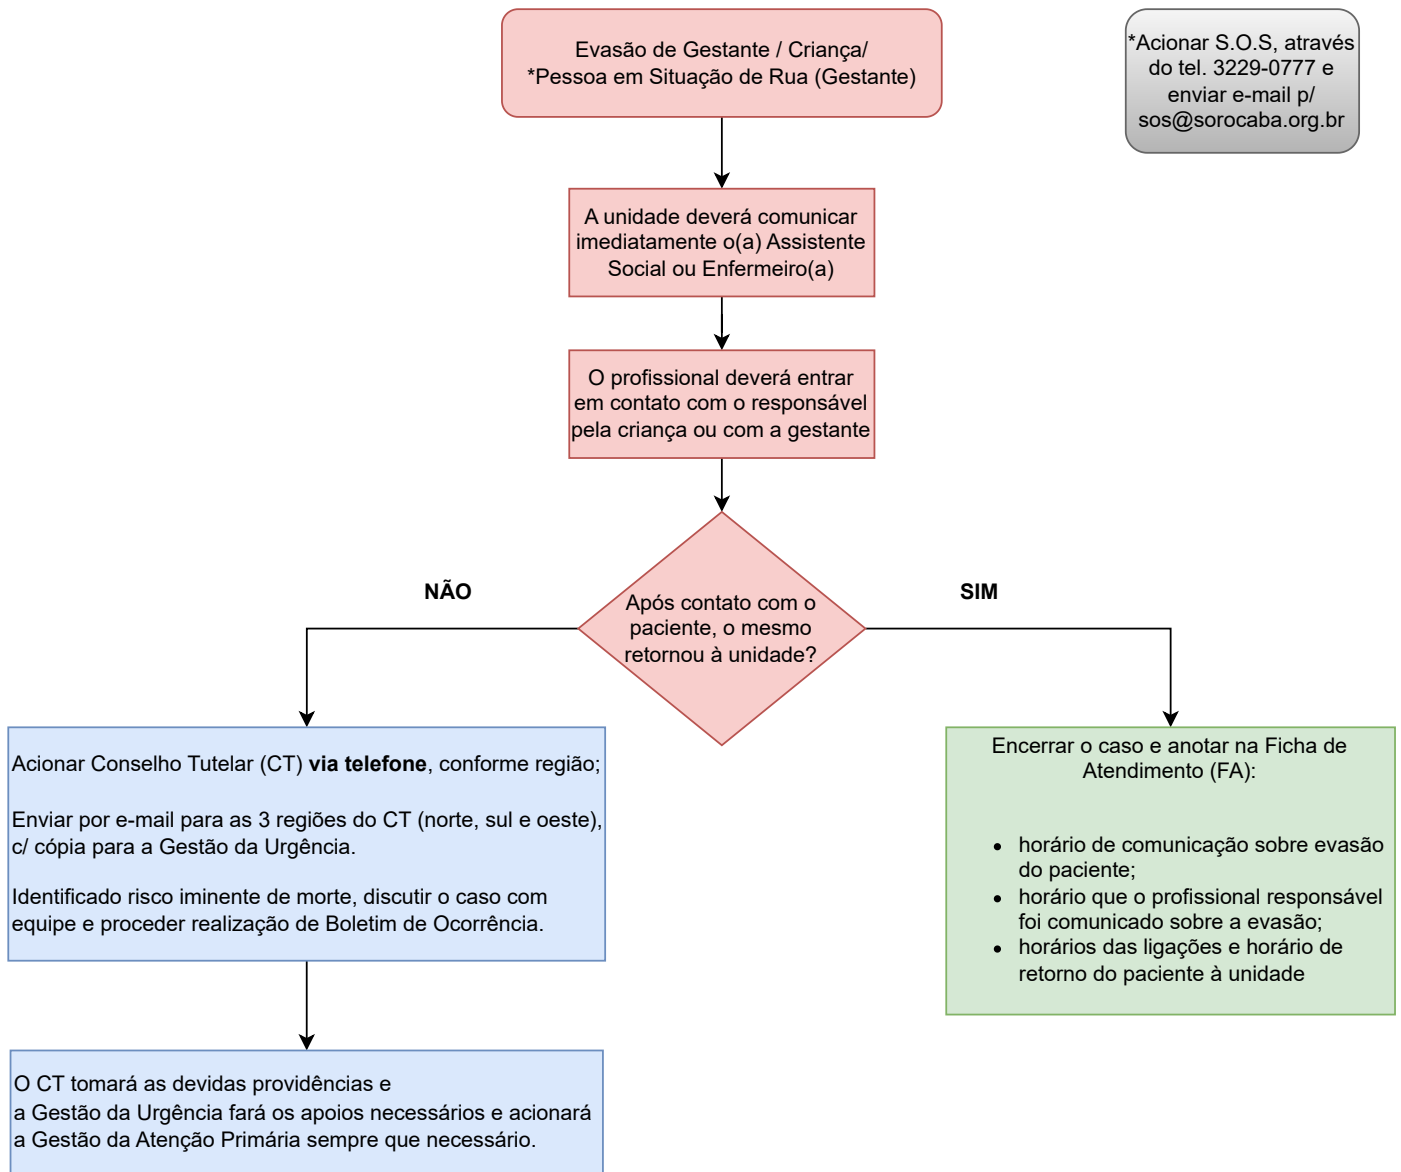 Evasão de Gestante / Criança/
*Pessoa em Situação de Rua (Gestante)
*Acionar S.O.S, através
do tel. 3229-0777 e
enviar e-mail p/
sos@sorocaba.org.br
A unidade deverá comunicar
imediatamente o(a) Assistente
Social ou Enfermeiro(a)
O profissional deverá entrar
em contato com o responsável
pela criança ou com a gestante
NÃO
SIM
Após contato com o
paciente, o mesmo
retornou à unidade?
Acionar Conselho Tutelar (CT) via telefone, conforme região;
Enviar por e-mail para as 3 regiões do CT (norte, sul e oeste),
c/ cópia para a Gestão da Urgência.
Identificado risco iminente de morte, discutir o caso com
equipe e proceder realização de Boletim de Ocorrência.
Encerrar o caso e anotar na Ficha de
Atendimento (FA):
• horário de comunicação sobre evasão
do paciente;
• horário que o profissional responsável
foi comunicado sobre a evasão;
• horários das ligações e horário de
retorno do paciente à unidade
O CT tomará as devidas providências e
a Gestão da Urgência fará os apoios necessários e acionará
a Gestão da Atenção Primária sempre que necessário.